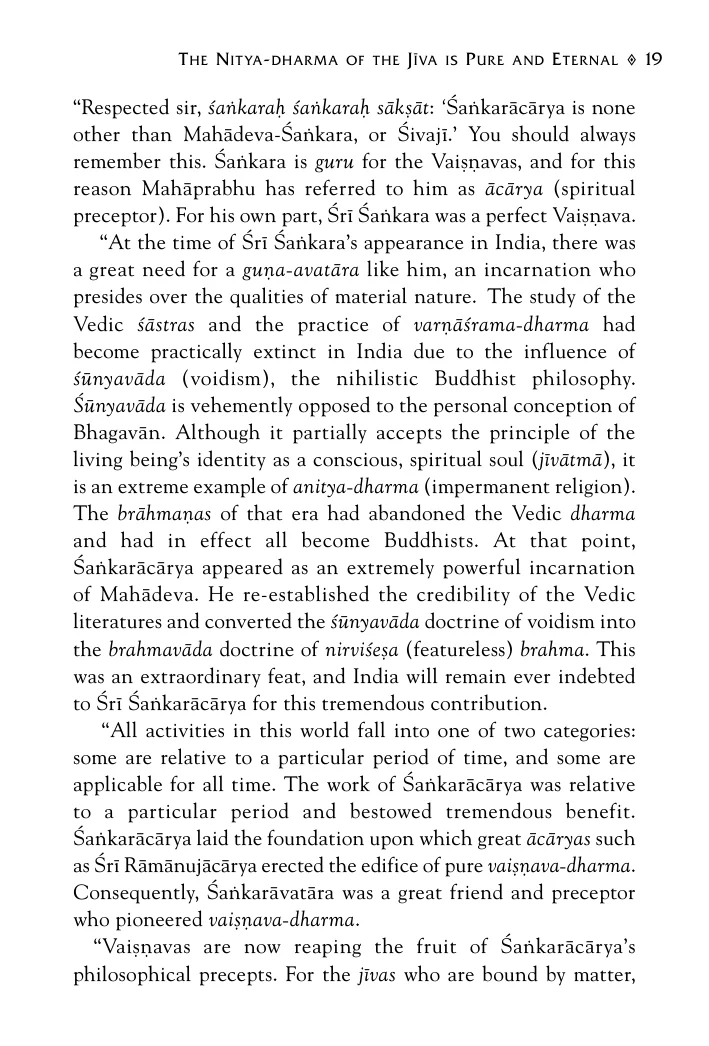 The Nitya-dharma of the Jīva is Pure and Eternal ◊ 19
“Respected sir, śaṅkaraḥ śaṅkaraḥ sākṣāt: ‘Śaṅkarācārya is none
other than Mahādeva-Śaṅkara, or Śivajī.’ You should always
remember this. Śaṅkara is guru for the Vaiṣṇavas, and for this
reason Mahāprabhu has referred to him as ācārya (spiritual
preceptor). For his own part, Śrī Śaṅkara was a perfect Vaiṣṇava.
“At the time of Śrī Śaṅkara’s appearance in India, there was
a great need for a guṇa-avatāra like him, an incarnation who
presides over the qualities of material nature. The study of the
Vedic śāstras and the practice of varṇāśrama-dharma had
become practically extinct in India due to the influence of
śūnyavāda (voidism), the nihilistic Buddhist philosophy.
Śūnyavāda is vehemently opposed to the personal conception of
Bhagavān. Although it partially accepts the principle of the
living being’s identity as a conscious, spiritual soul (jīvātmā), it
is an extreme example of anitya-dharma (impermanent religion).
The brāhmaṇas of that era had abandoned the Vedic dharma
and had in effect all become Buddhists. At that point,
Śaṅkarācārya appeared as an extremely powerful incarnation
of Mahādeva. He re-established the credibility of the Vedic
literatures and converted the śūnyavāda doctrine of voidism into
the brahmavāda doctrine of nirviśeṣa (featureless) brahma. This
was an extraordinary feat, and India will remain ever indebted
to Śrī Śaṅkarācārya for this tremendous contribution.
“All activities in this world fall into one of two categories:
some are relative to a particular period of time, and some are
applicable for all time. The work of Śaṅkarācārya was relative
to a particular period and bestowed tremendous benefit.
Śaṅkarācārya laid the foundation upon which great ācāryas such
as Śrī Rāmānujācārya erected the edifice of pure vaiṣṇava-dharma.
Consequently, Śaṅkarāvatāra was a great friend and preceptor
who pioneered vaiṣṇava-dharma.
“Vaiṣṇavas are now reaping the fruit of Śaṅkarācārya’s
philosophical precepts. For the jīvas who are bound by matter,